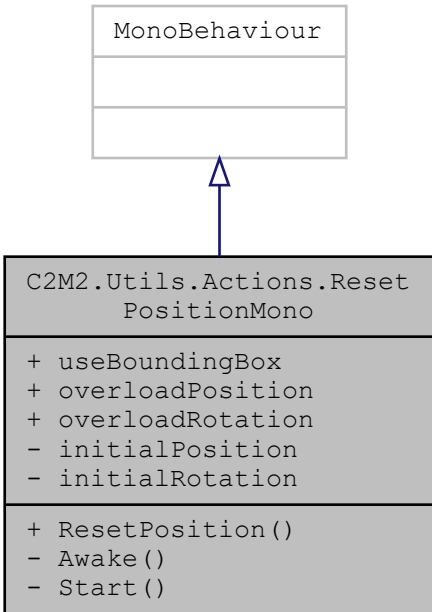 MonoBehaviour
C2M2.Utils.Actions.Reset
PositionMono
+ useBoundingBox
+ overloadPosition
+ overloadRotation
- initialPosition
- initialRotation
+ ResetPosition()
- Awake()
- Start()